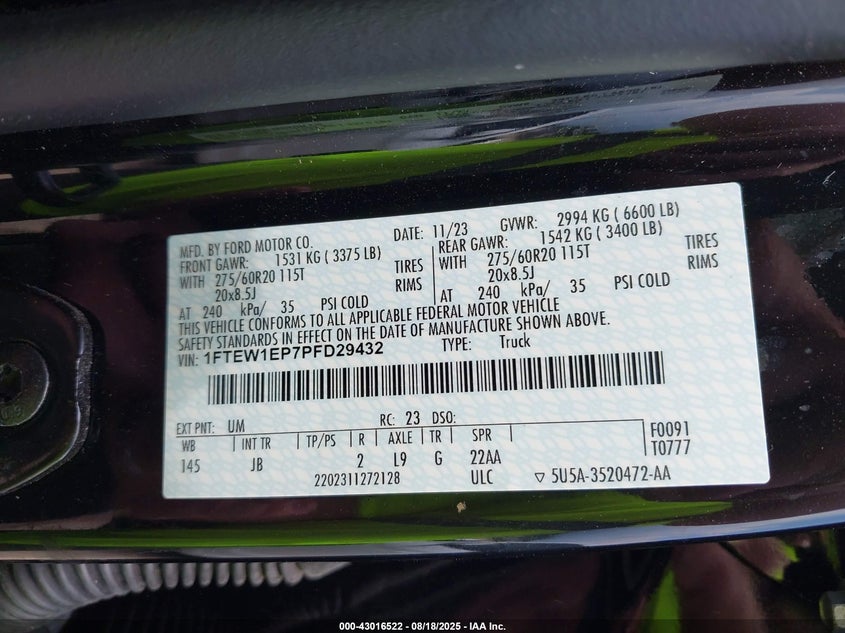 MFD. BY FORD MOTOR CO.
DATE: 11/23 GVWR: 2994 KG ( 6600 LB)
FRONT GAWR: 1531 KG ( 3375 LB)
REAR GAWR: 1542 KG ( 3400 LB)
WITH 275/60R20 115T TIRES
WITH 275/60R20 115T TIRES
20x8.5J RIMS
20x8.5J RIMS
AT 240 kPa/ 35 PSI COLD
AT 240 kPa/ 35 PSI COLD
THIS VEHICLE CONFORMS TO ALL APPLICABLE FEDERAL MOTOR VEHICLE
SAFETY STANDARDS IN EFFECT ON THE DATE OF MANUFACTURE SHOWN ABOVE.
VIN: 1FTEW1EP7PFD29432 TYPE: Truck
EXT PNT: UM RC: 23 DSO:
WB INT TR TP/PS R AXLE TR SPR F0091
145 JB 2 L9 G 22AA T0777
2202311272128 ULC ▽ 5U5A-3520472-AA
000-43016522 - 08/18/2025 - IAA Inc.